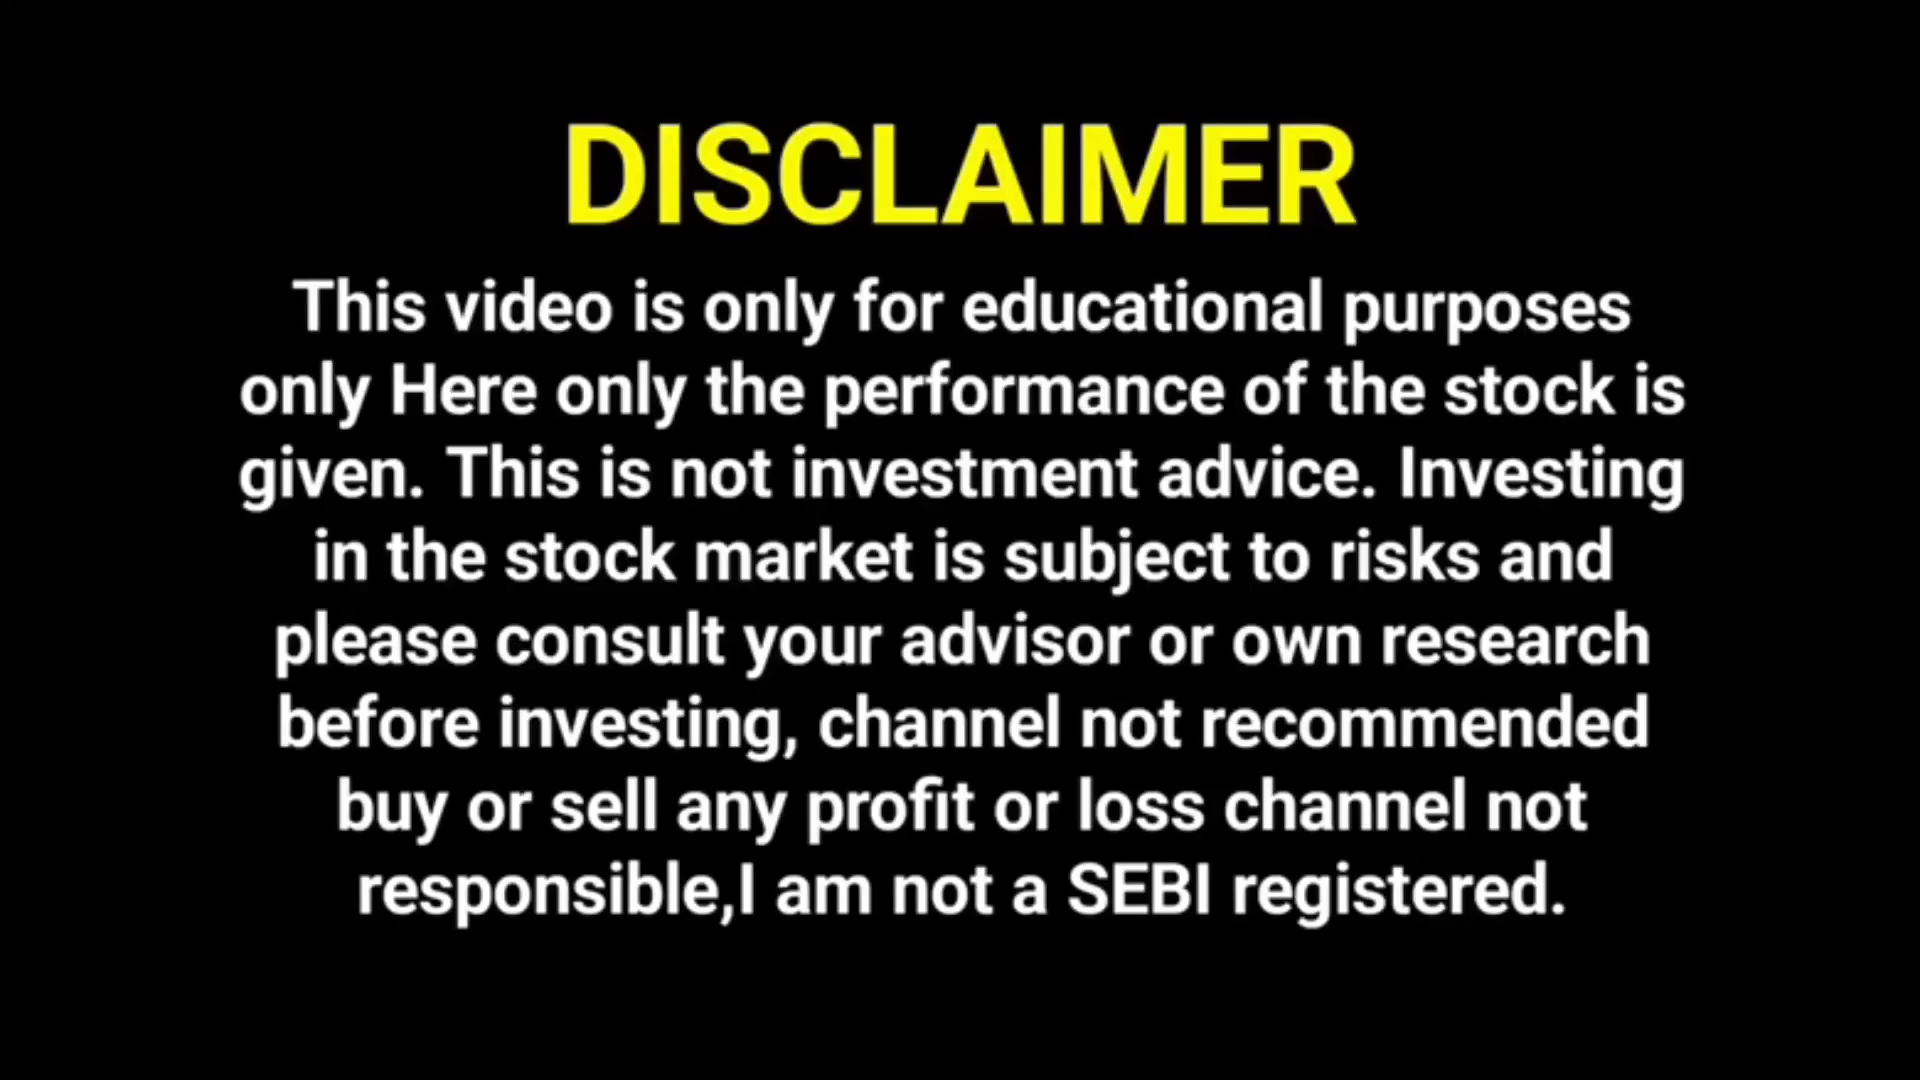 DISCLAIMER
This video is only for educational purposes
only Here only the performance of the stock is
given. This is not investment advice. Investing
in the stock market is subject to risks and
please consult your advisor or own research
before investing, channel not recommended
buy or sell any profit or loss channel not
responsible,I am not a SEBI registered.